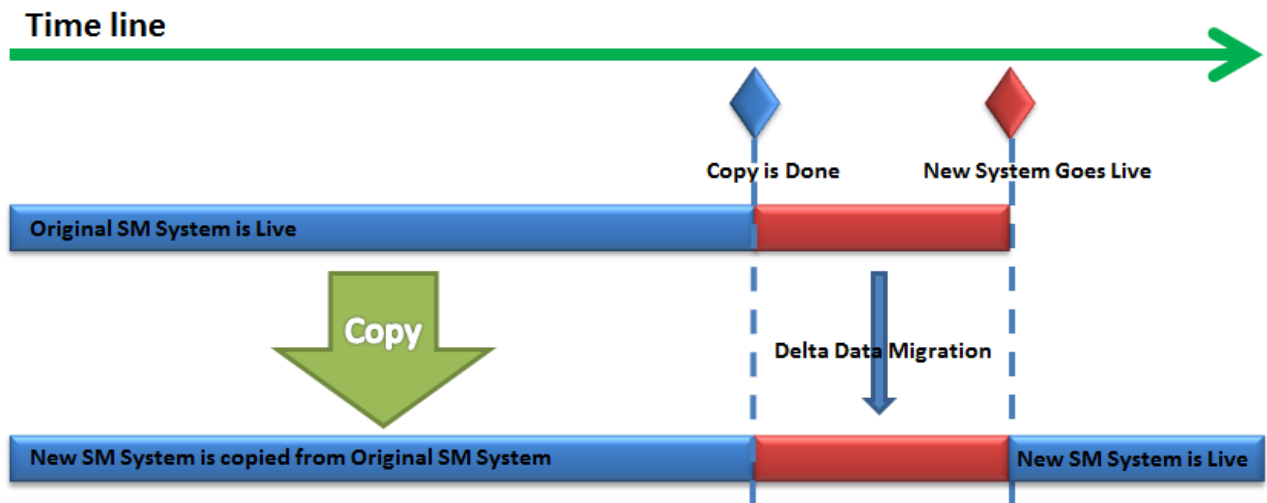 Time line
Copy is Done
New System Goes Live
Original SM System is Live
Copy
Delta Data Migration
New SM System is copied from Original SM System
New SM System is Live